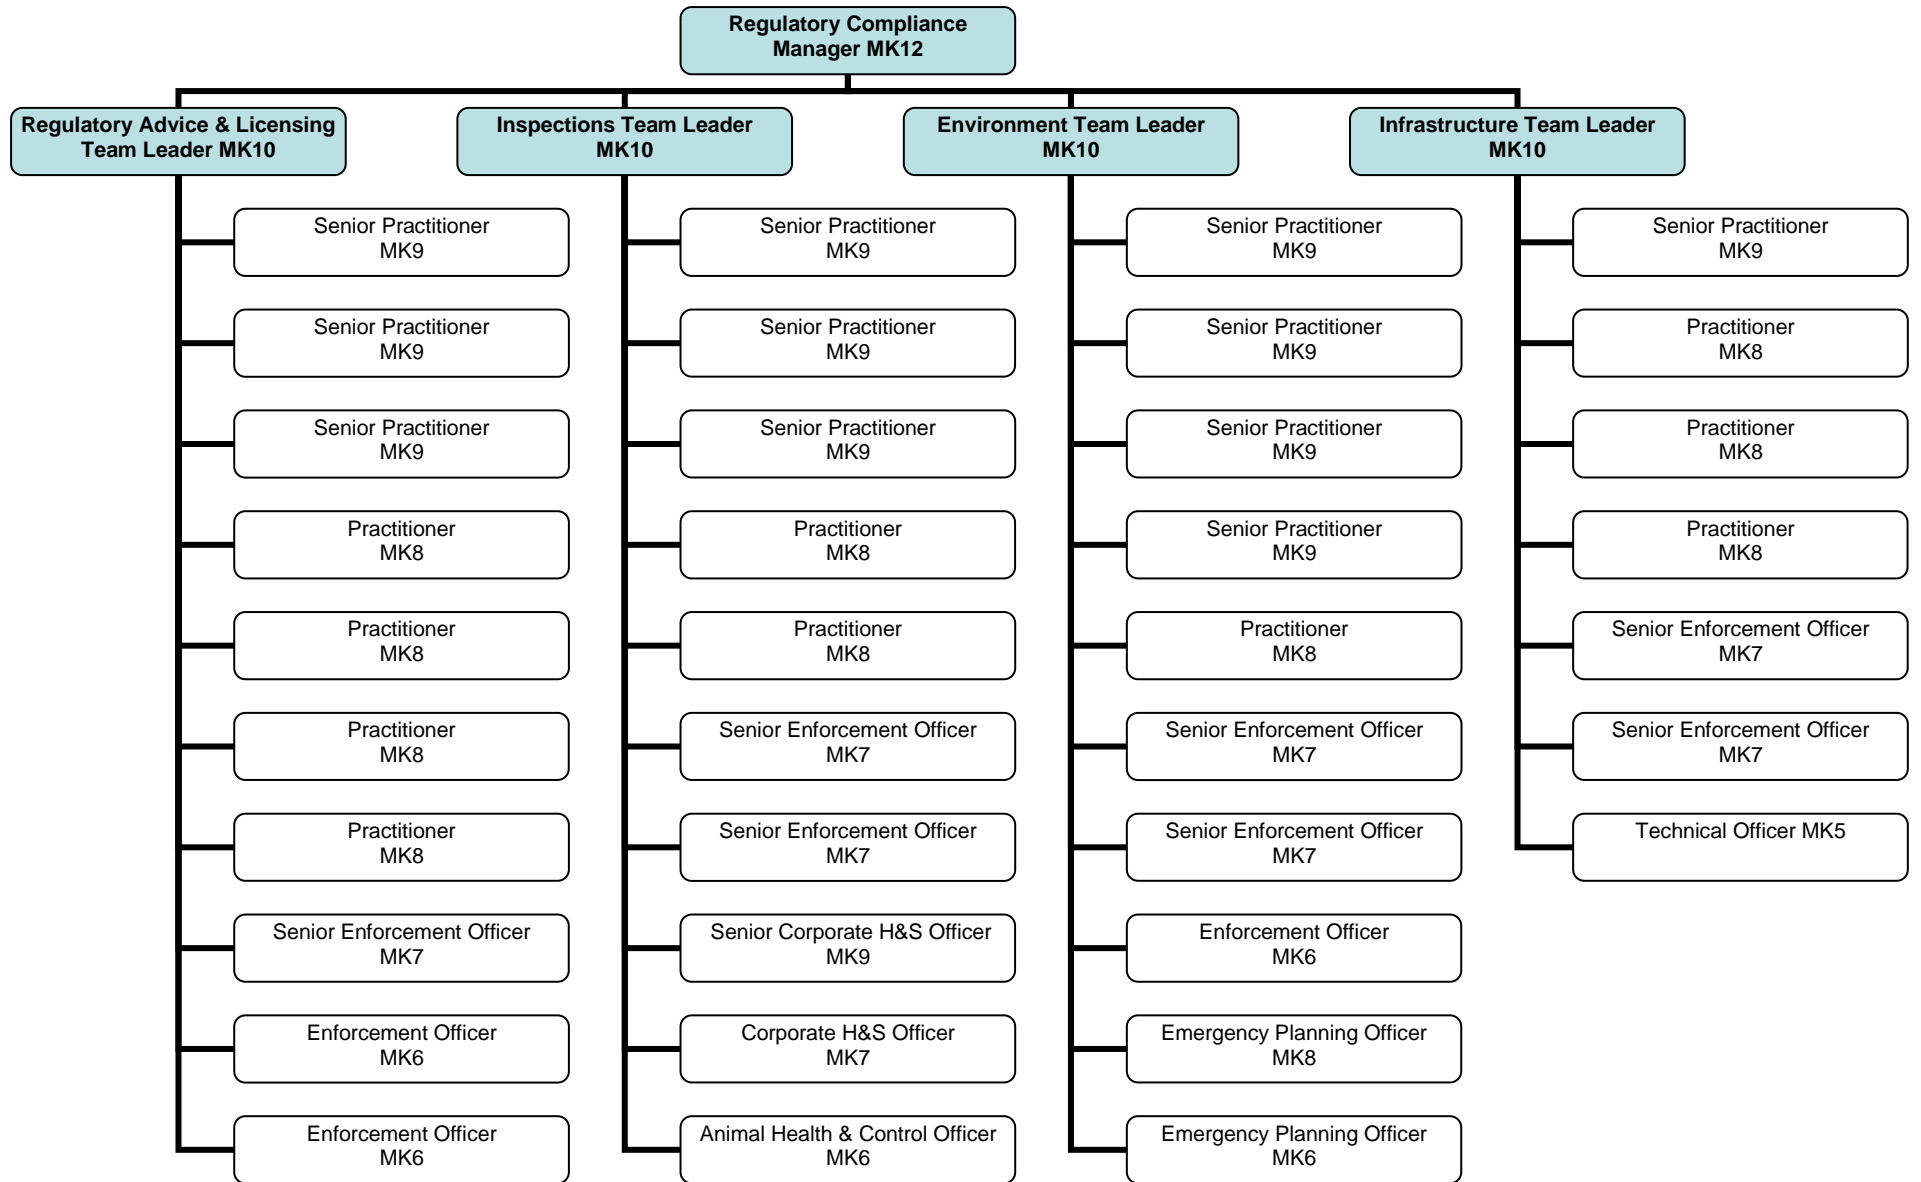 Regulatory Compliance
Manager MK12
Regulatory Advice & Licensing
Team Leader MK10
Inspections Team Leader
MK10
Environment Team Leader
MK10
Infrastructure Team Leader
MK10
Senior Practitioner
MK9
Senior Practitioner
MK9
Senior Practitioner
MK9
Practitioner
MK8
Practitioner
MK8
Practitioner
MK8
Practitioner
MK8
Senior Enforcement Officer
MK7
Enforcement Officer
MK6
Enforcement Officer
MK6
Senior Practitioner
MK9
Senior Practitioner
MK9
Senior Practitioner
MK9
Practitioner
MK8
Practitioner
MK8
Senior Enforcement Officer
MK7
Senior Enforcement Officer
MK7
Senior Corporate H&S Officer
MK9
Corporate H&S Officer
MK7
Animal Health & Control Officer
MK6
Senior Practitioner
MK9
Senior Practitioner
MK9
Senior Practitioner
MK9
Senior Practitioner
MK9
Practitioner
MK8
Senior Enforcement Officer
MK7
Senior Enforcement Officer
MK7
Enforcement Officer
MK6
Emergency Planning Officer
MK8
Emergency Planning Officer
MK6
Senior Practitioner
MK9
Practitioner
MK8
Practitioner
MK8
Practitioner
MK8
Senior Enforcement Officer
MK7
Senior Enforcement Officer
MK7
Technical Officer MK5